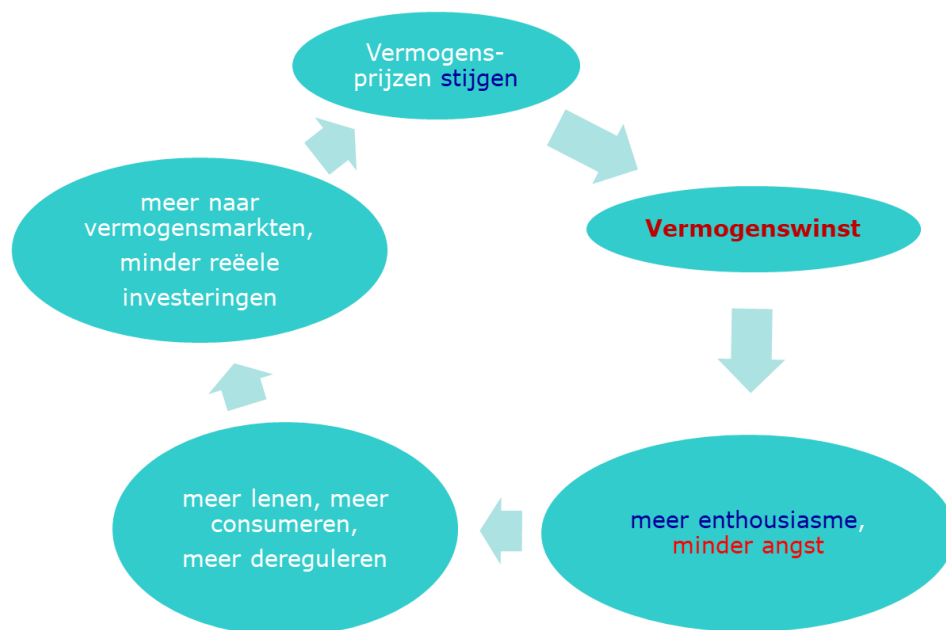 Vermogens-
prijzen stijgen
Vermogenswinst
meer enthousiasme,
minder angst
meer lenen, meer
consumeren,
meer dereguleren
meer naar
vermogensmarkten,
minder reëele
investeringen